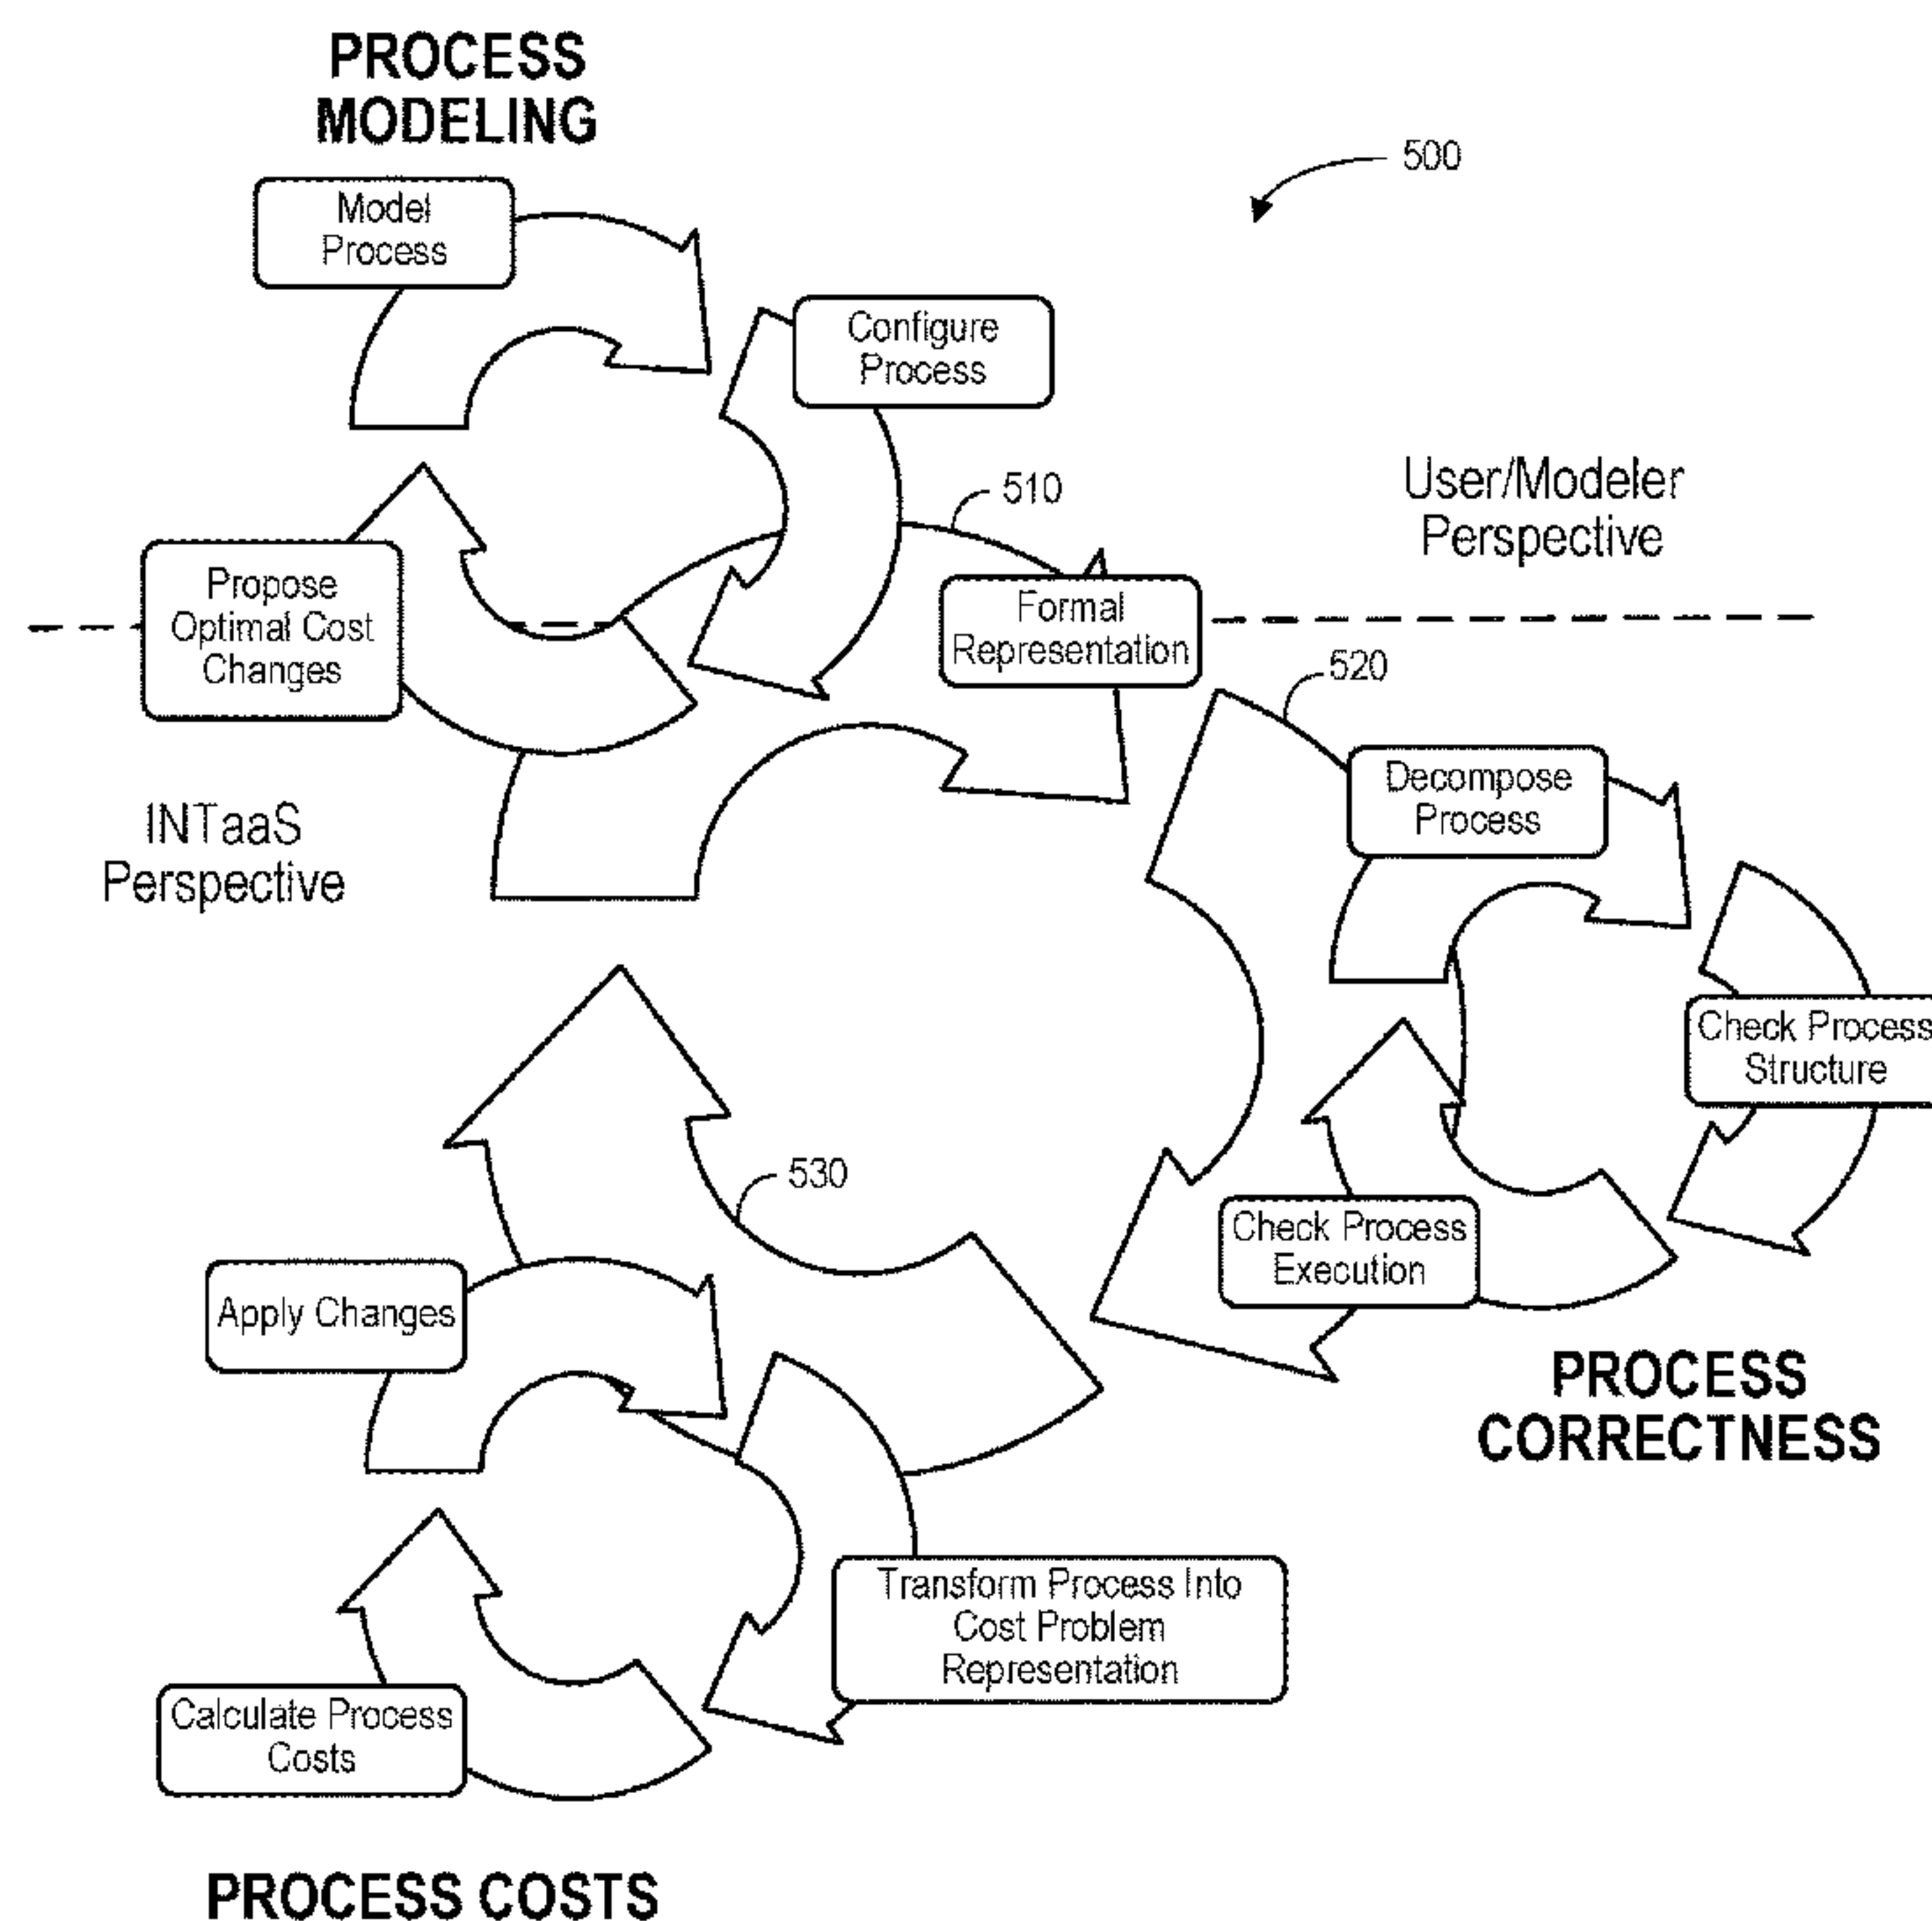 PROCESS
MODELING
500
Model
Process
Configure
Process
510
User/Modeler
Perspective
Propose
Optimal Cost
Changes
Formal
Representation
520
INTaaS
Perspective
Decompose
Process
Check Process
Structure
530
Check Process
Execution
Apply Changes
PROCESS
CORRECTNESS
Transform Process Into
Cost Problem
Representation
Calculate Process
Costs
PROCESS COSTS